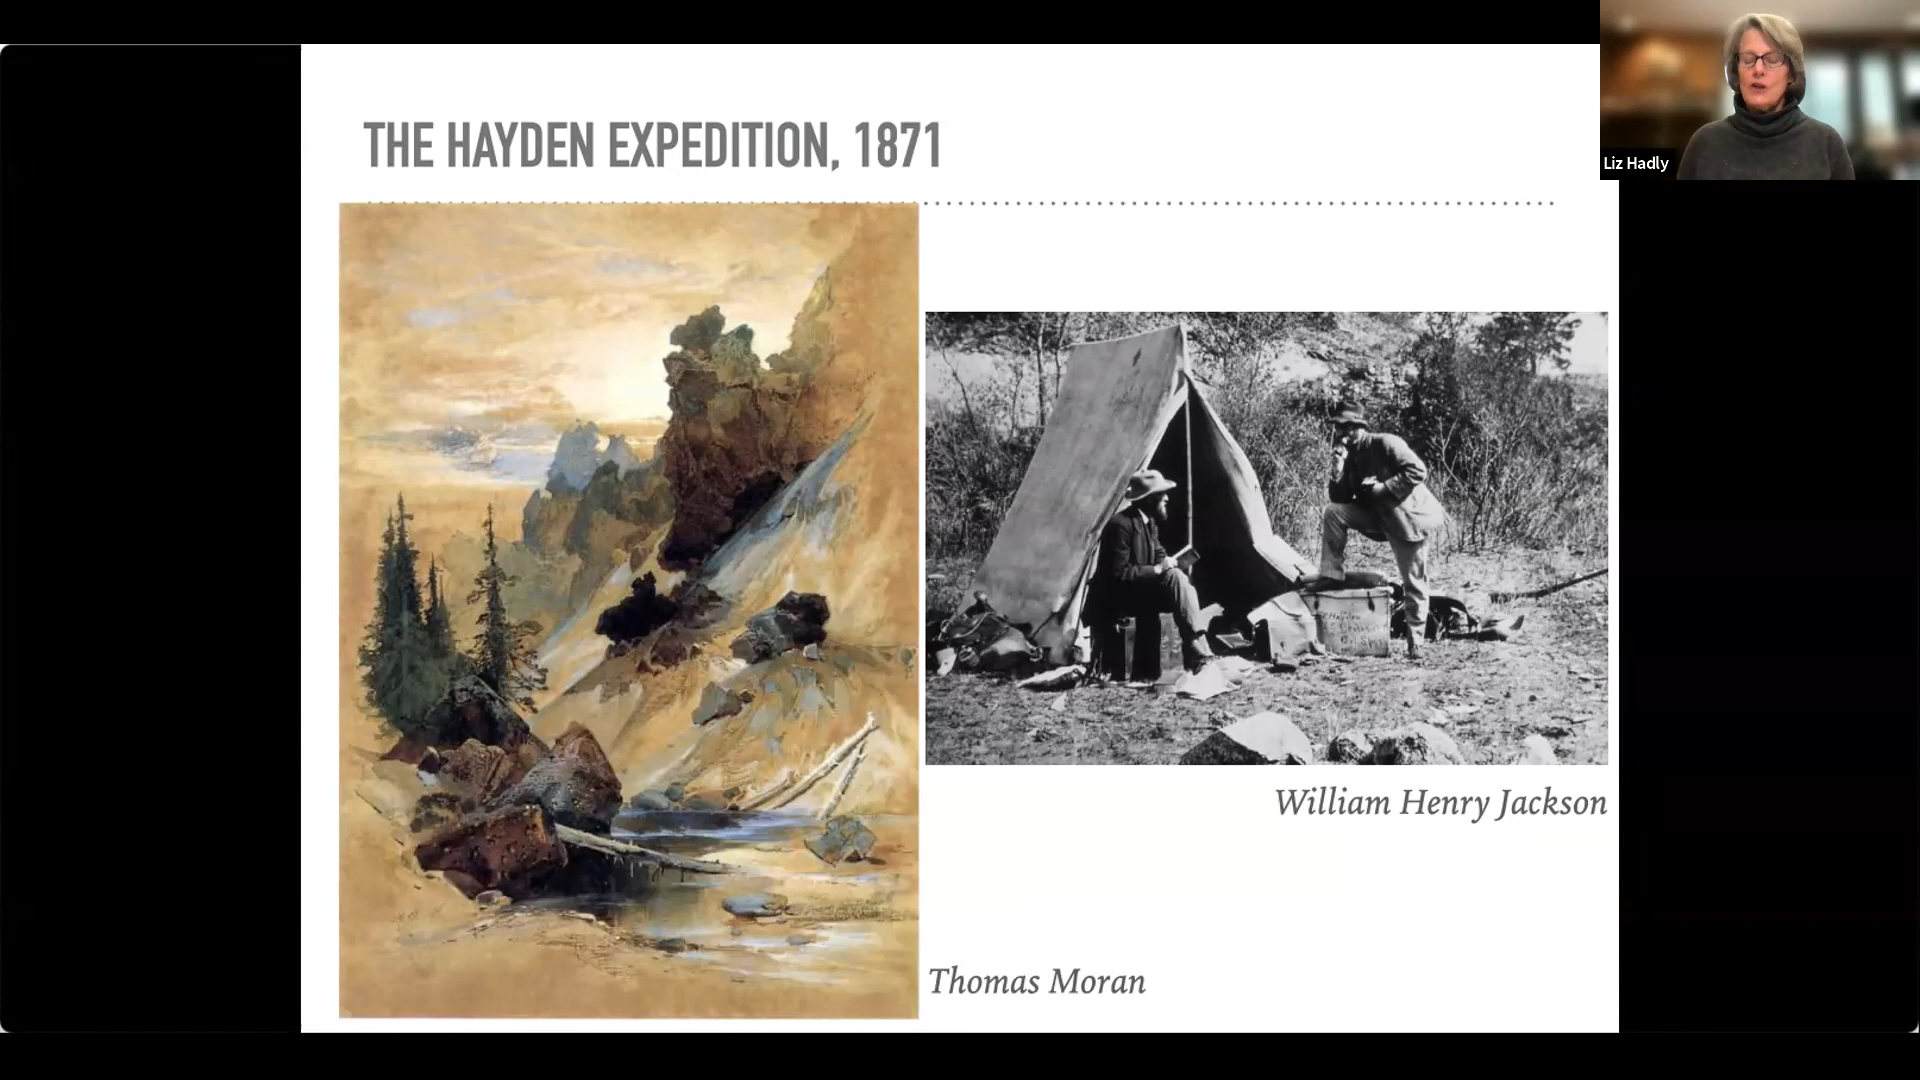 THE HAYDEN EXPEDITION, 1871
Liz Hadly
William Henry Jackson
Thomas Moran